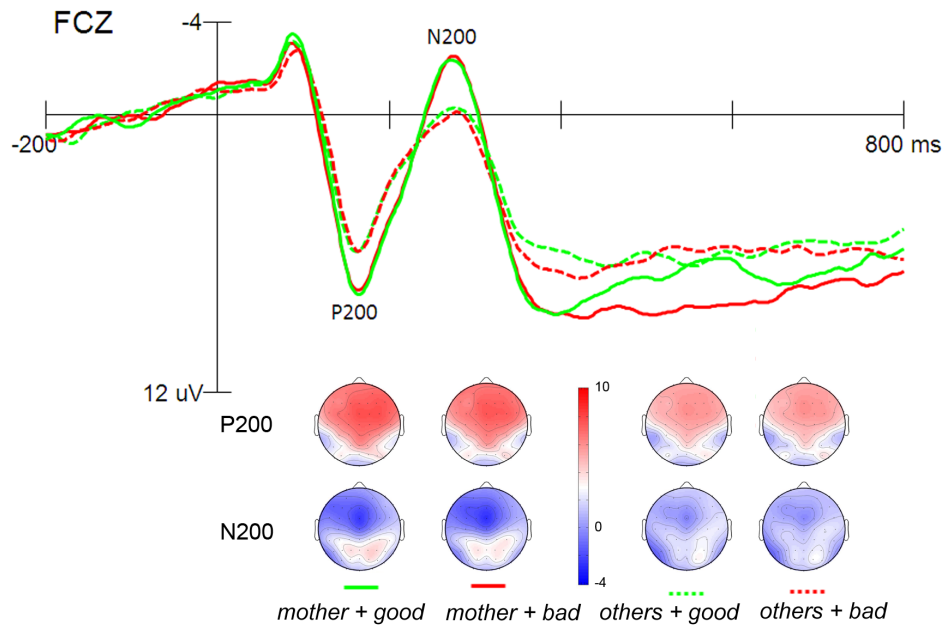 FCZ
-4
N200
-200
800 ms
P200
12 uV
P200
10
N200
0
-4
mother + good
mother + bad
others + good
others + bad